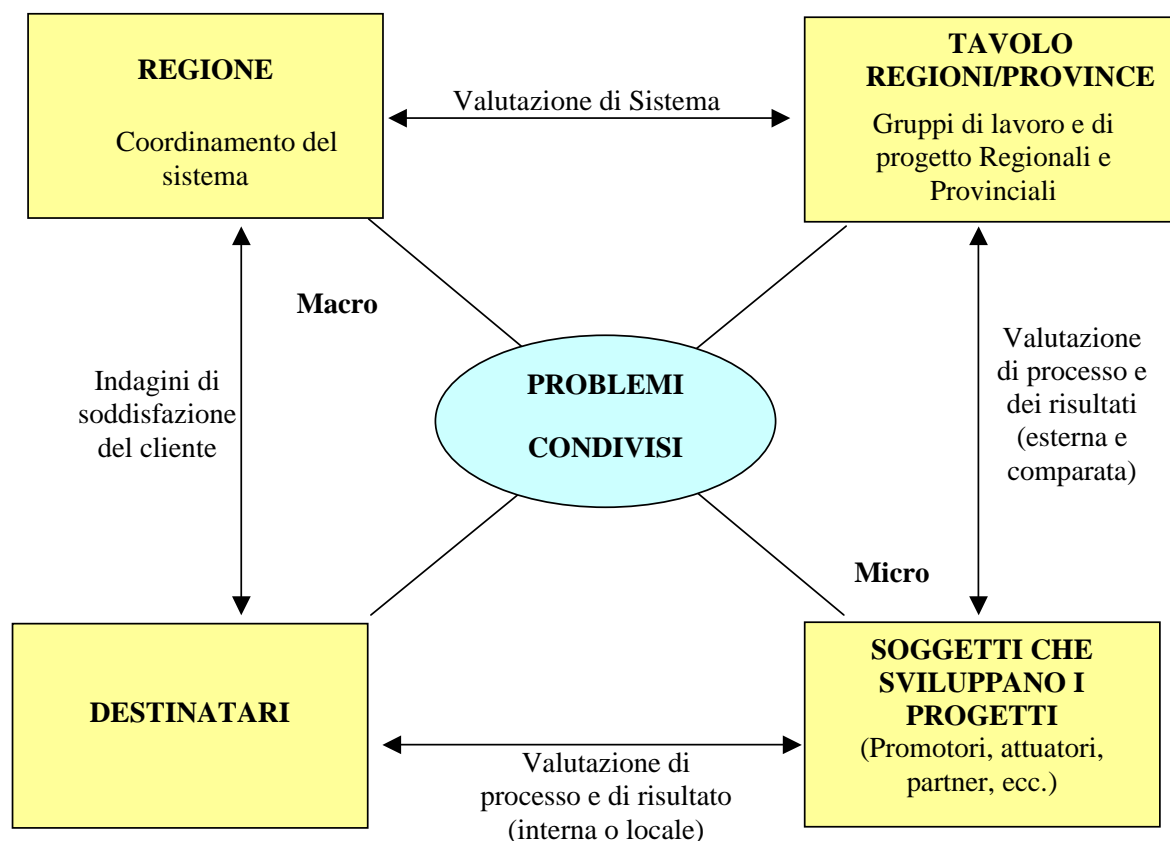 REGIONE
Coordinamento del
sistema
Valutazione di Sistema
TAVOLO
REGIONI/PROVINCE
Gruppi di lavoro e di
progetto Regionali e
Provinciali
Macro
Indagini di
soddisfazione
del cliente
PROBLEMI
CONDIVISI
Valutazione
di processo e
dei risultati
(esterna e
comparata)
Micro
DESTINATARI
Valutazione di
processo e di risultato
(interna o locale)
SOGGETTI CHE
SVILUPPANO I
PROGETTI
(Promotori, attuatori,
partner, ecc.)